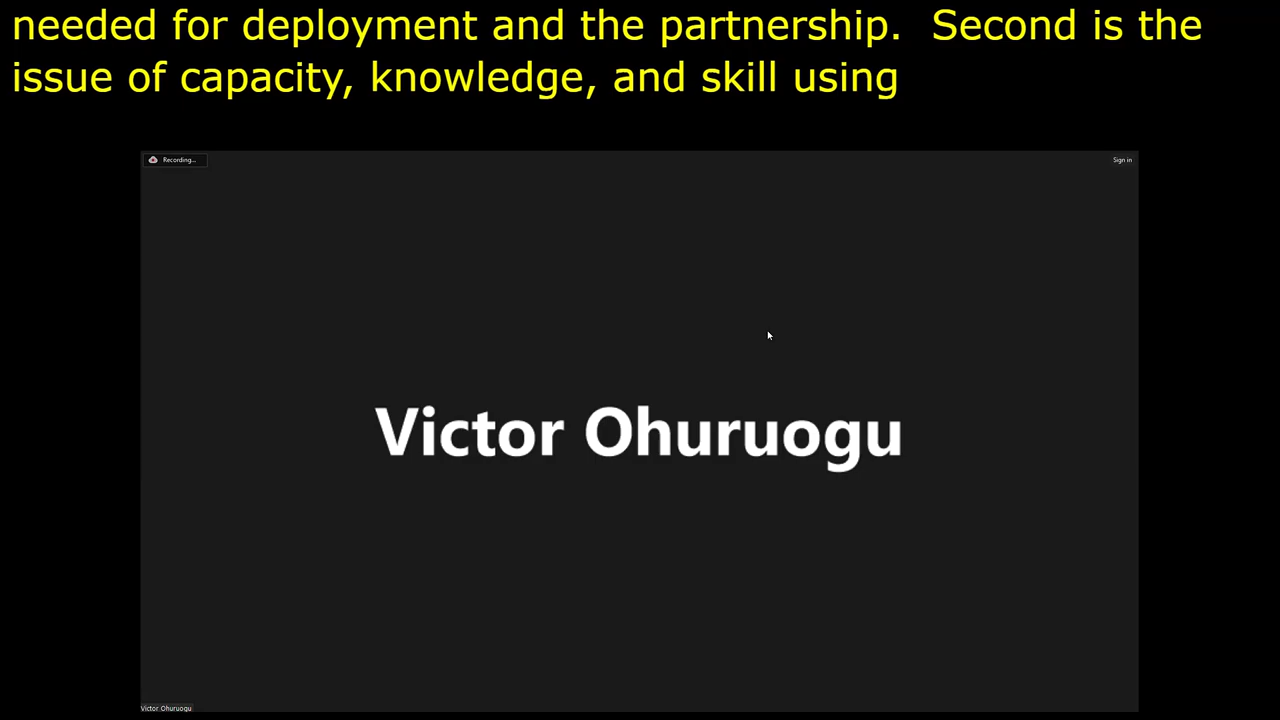 needed for deployment and the partnership.  Second is the
issue of capacity, knowledge, and skill using
Recording...
Sign in
Victor Ohuruogu
Victor Ohuruogu